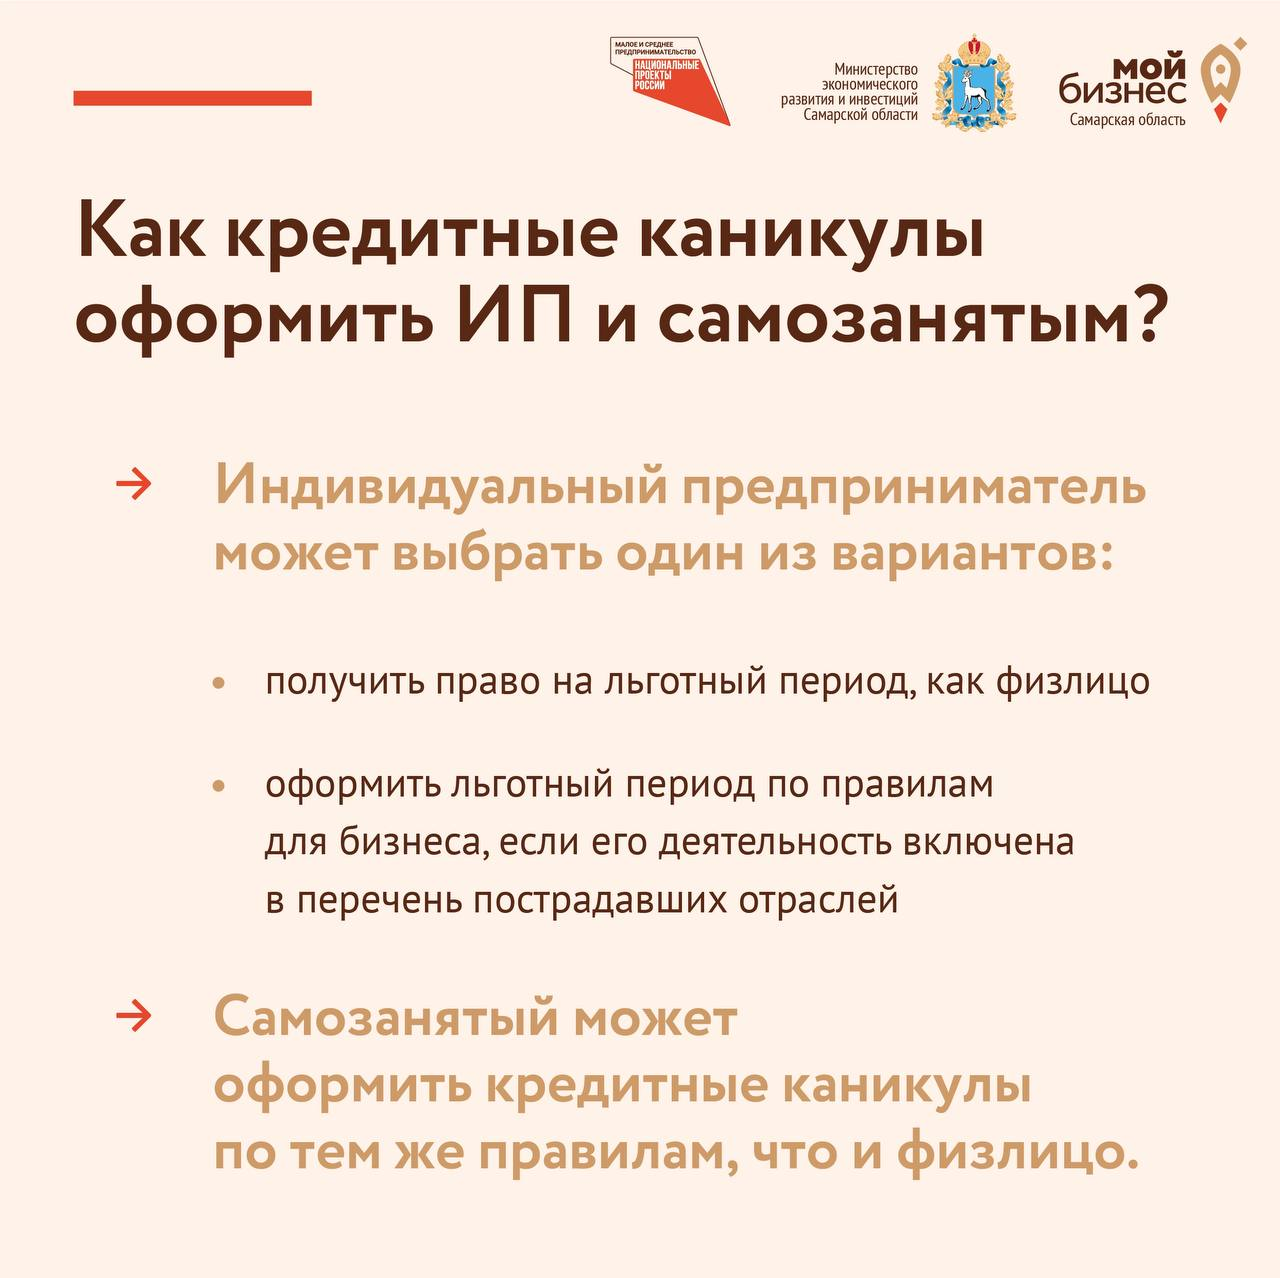 МАЛОЕ И СРЕДНЕЕ
ПРЕДПРИНИМАТЕЛЬСТВО
НАЦИОНАЛЬНЫЕ
ПРОЕКТЫ
РОССИИ
Министерство
экономического
развития и инвестиций
Самарской области
мой
бизнес
Самарская область
Как кредитные каникулы
оформить ИП и самозанятым?
→ Индивидуальный предприниматель
может выбрать один из вариантов:
• получить право на льготный период, как физлицо
• оформить льготный период по правилам
для бизнеса, если его деятельность включена
в перечень пострадавших отраслей
→ Самозанятый может
оформить кредитные каникулы
по тем же правилам, что и физлицо.